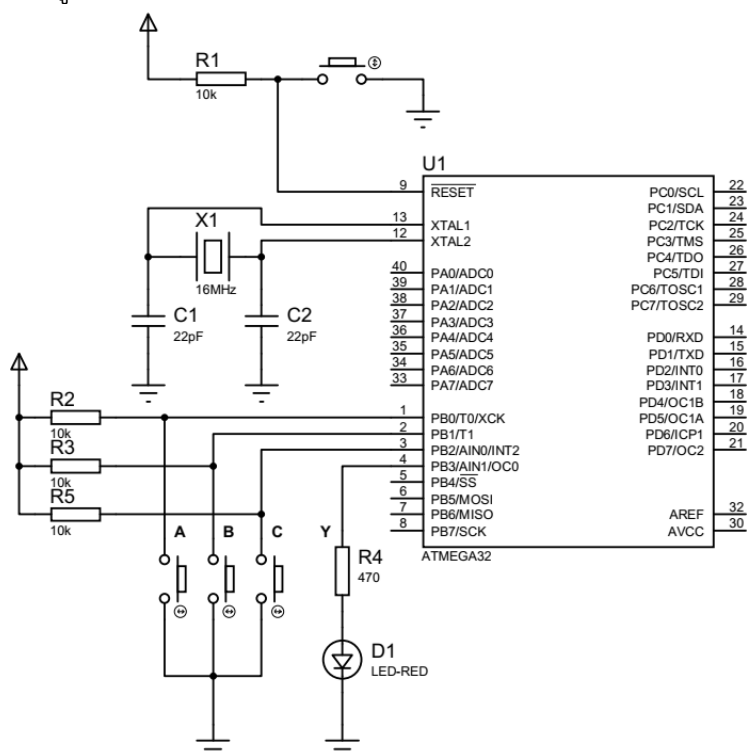 R1
10k
U1
9
RESET
13
XTAL1
12
XTAL2
X1
16MHz
C1
22pF
C2
22pF
40
PA0/ADC0
39
PA1/ADC1
38
PA2/ADC2
37
PA3/ADC3
36
PA4/ADC4
35
PA5/ADC5
34
PA6/ADC6
33
PA7/ADC7
1
PB0/T0/XCK
2
PB1/T1
3
PB2/AIN0/INT2
4
PB3/AIN1/OC0
5
PB4/SS
6
PB5/MOSI
7
PB6/MISO
8
PB7/SCK
ATMEGA32
PC0/SCL
22
PC1/SDA
23
PC2/TCK
24
PC3/TMS
25
PC4/TDO
26
PC5/TDI
27
PC6/TOSC1
28
PC7/TOSC2
29
PD0/RXD
14
PD1/TXD
15
PD2/INT0
16
PD3/INT1
17
PD4/OC1B
18
PD5/OC1A
19
PD6/ICP1
20
PD7/OC2
21
AREF
32
AVCC
30
R2
10k
R3
10k
R5
10k
A
B
C
Y
R4
470
D1
LED-RED